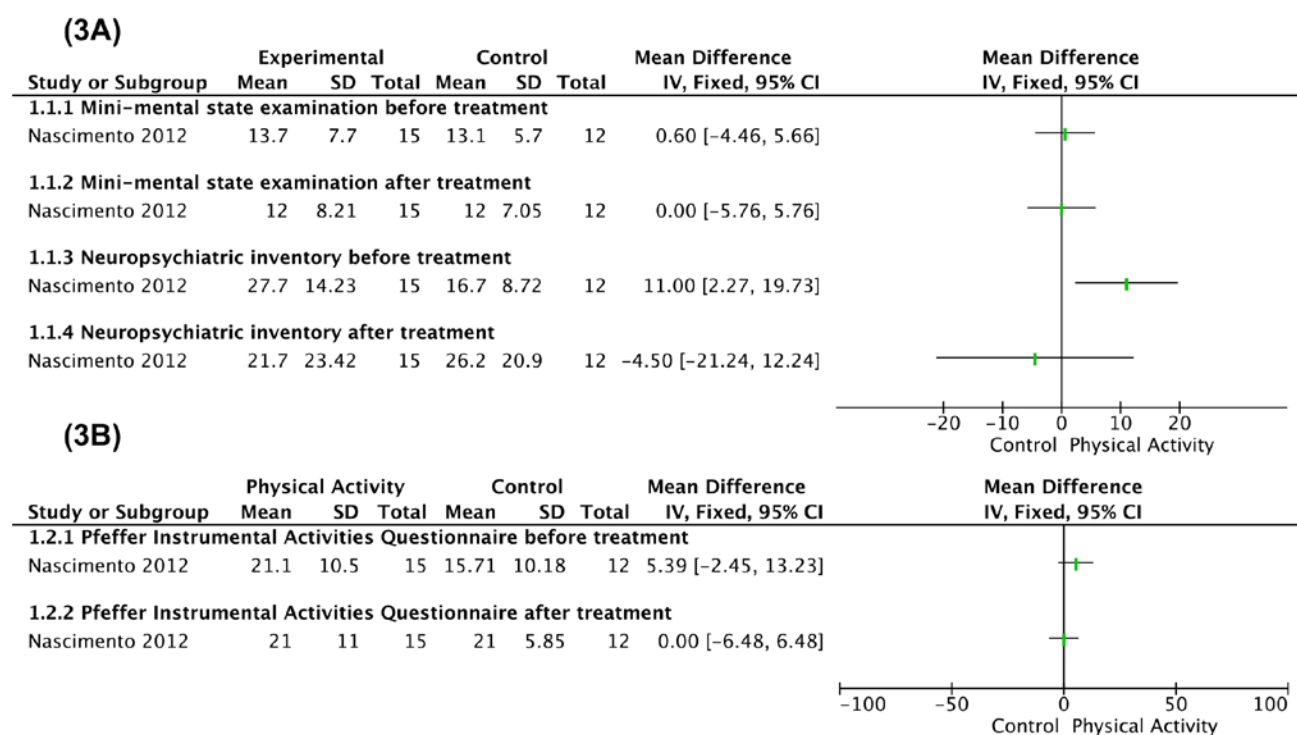 (3A)
Experimental Control Mean Difference Mean Difference
Study or Subgroup Mean SD Total Mean SD Total IV, Fixed, 95% CI IV, Fixed, 95% CI
1.1.1 Mini-mental state examination before treatment
Nascimento 2012 13.7 7.7 15 13.1 5.7 12 0.60 [-4.46, 5.66]
1.1.2 Mini-mental state examination after treatment
Nascimento 2012 12 8.21 15 12 7.05 12 0.00 [-5.76, 5.76]
1.1.3 Neuropsychiatric inventory before treatment
Nascimento 2012 27.7 14.23 15 16.7 8.72 12 11.00 [2.27, 19.73]
1.1.4 Neuropsychiatric inventory after treatment
Nascimento 2012 21.7 23.42 15 26.2 20.9 12 -4.50 [-21.24, 12.24]
-20 -10 0 10 20
Control Physical Activity
(3B)
Physical Activity Control Mean Difference Mean Difference
Study or Subgroup Mean SD Total Mean SD Total IV, Fixed, 95% CI IV, Fixed, 95% CI
1.2.1 Pfeffer Instrumental Activities Questionnaire before treatment
Nascimento 2012 21.1 10.5 15 15.71 10.18 12 5.39 [-2.45, 13.23]
1.2.2 Pfeffer Instrumental Activities Questionnaire after treatment
Nascimento 2012 21 11 15 21 5.85 12 0.00 [-6.48, 6.48]
-100 -50 0 50 100
Control Physical Activity